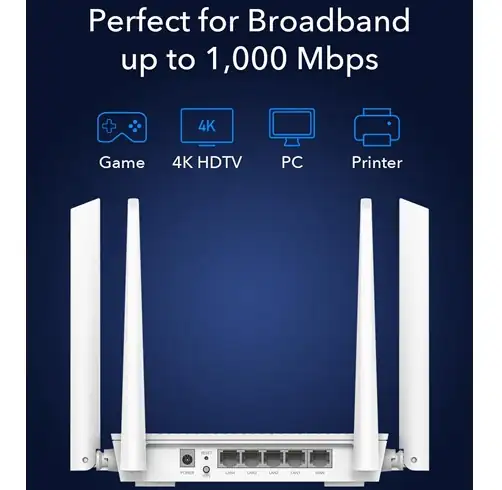 Perfect for Broadband
up to 1,000 Mbps
4K
Game 4K HDTV PC Printer
RESET
POWER LAN4 LAN3 LAN2 LAN1 WAN